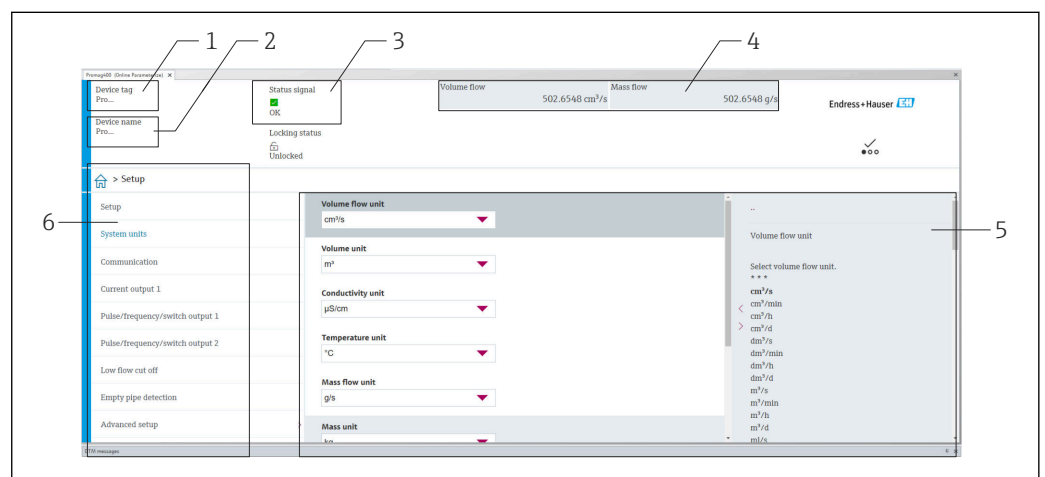 1
2
3
4
Promag400 (Online Parameterize) x
Device tag
Pro...
Device name
Pro...
Status signal
OK
Locking status
Unlocked
Volume flow
502.6548 cm³/s
Mass flow
502.6548 g/s
Endress+Hauser EH
> Setup
6
5
Setup
System units
Communication
Current output 1
Pulse/frequency/switch output 1
Pulse/frequency/switch output 2
Low flow cut off
Empty pipe detection
Advanced setup >
Volume flow unit
cm³/s
Volume unit
m³
Conductivity unit
µS/cm
Temperature unit
°C
Mass flow unit
g/s
Mass unit
kg
<
>
..
Volume flow unit
Select volume flow unit.
* * *
cm³/s
cm³/min
cm³/h
cm³/d
dm³/s
dm³/min
dm³/h
dm³/d
m³/s
m³/min
m³/h
m³/d
ml/s
DTM messages